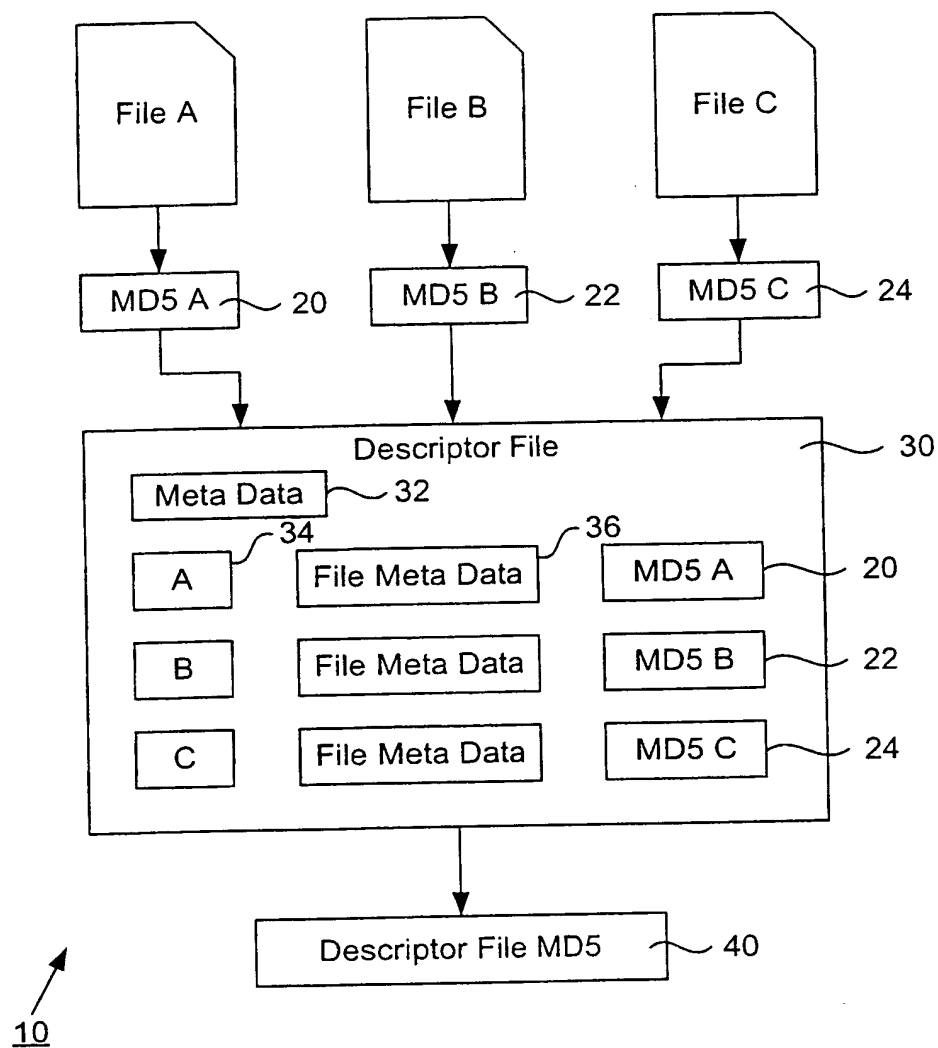 File A
File B
File C
MD5 A 20
MD5 B 22
MD5 C 24
Descriptor File 30
Meta Data 32
34
36
A File Meta Data MD5 A 20
B File Meta Data MD5 B 22
C File Meta Data MD5 C 24
Descriptor File MD5 40
10